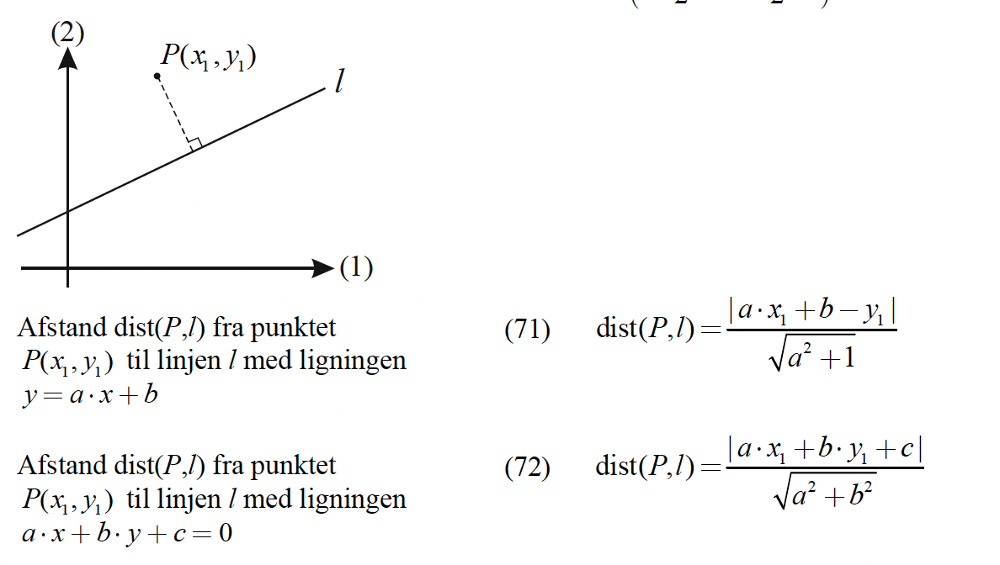 (2)
P(x₁, y₁)
l
(1)
Afstand dist(P,l) fra punktet
P(x₁, y₁) til linjen l med ligningen
y = a · x + b
(71) dist(P,l) = |a · x₁ + b − y₁| / √(a² + 1)
Afstand dist(P,l) fra punktet
P(x₁, y₁) til linjen l med ligningen
a · x + b · y + c = 0
(72) dist(P,l) = |a · x₁ + b · y₁ + c| / √(a² + b²)